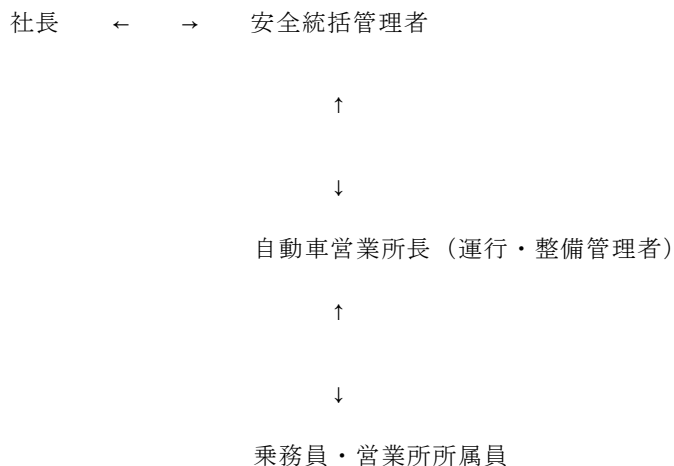 社長 ← → 安全統括管理者
↑
↓
自動車営業所長（運行・整備管理者）
↑
↓
乗務員・営業所所属員